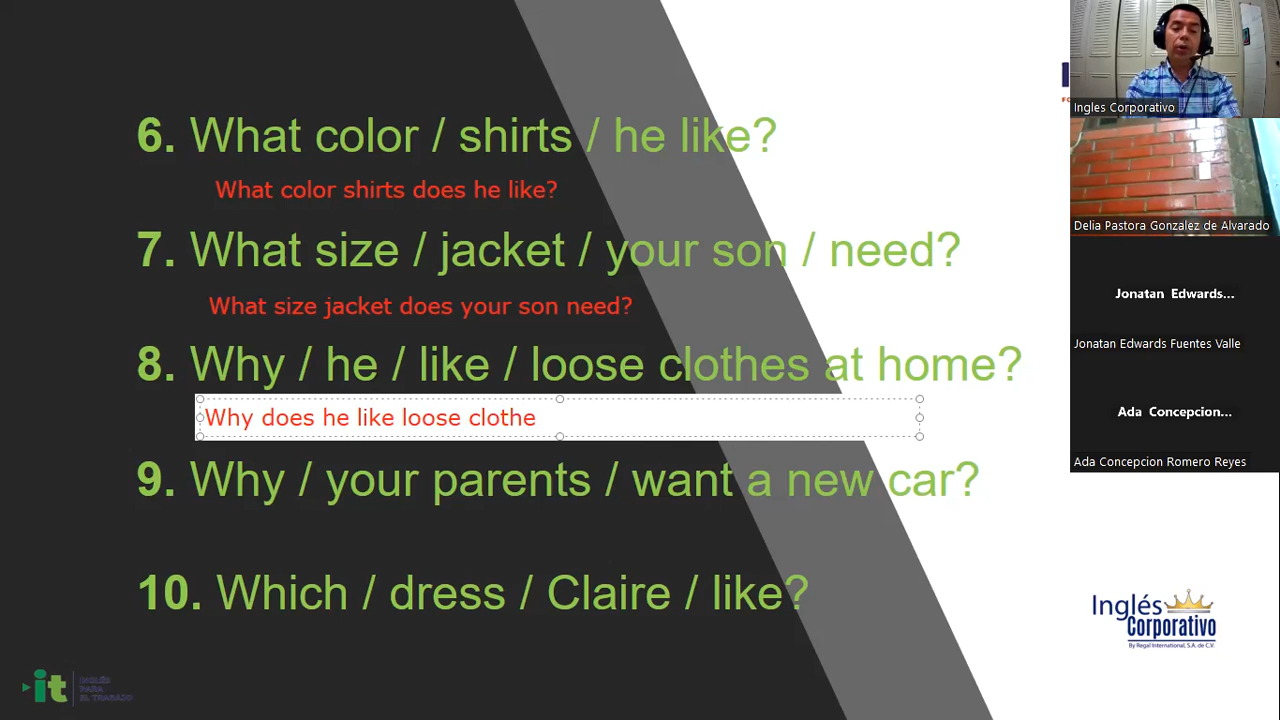 6. What color / shirts / he like?
What color shirts does he like?
7. What size / jacket / your son / need?
What size jacket does your son need?
8. Why / he / like / loose clothes at home?
Why does he like loose clothe
9. Why / your parents / want a new car?
10. Which / dress / Claire / like?
Ingles Corporativo
Delia Pastora Gonzalez de Alvarado
Jonatan Edwards...
Jonatan Edwards Fuentes Valle
Ada Concepcion...
Ada Concepcion Romero Reyes
Inglés
Corporativo
By Regal International, S.A. de C.V.
it
INGLÉS
PARA
EL TRABAJO